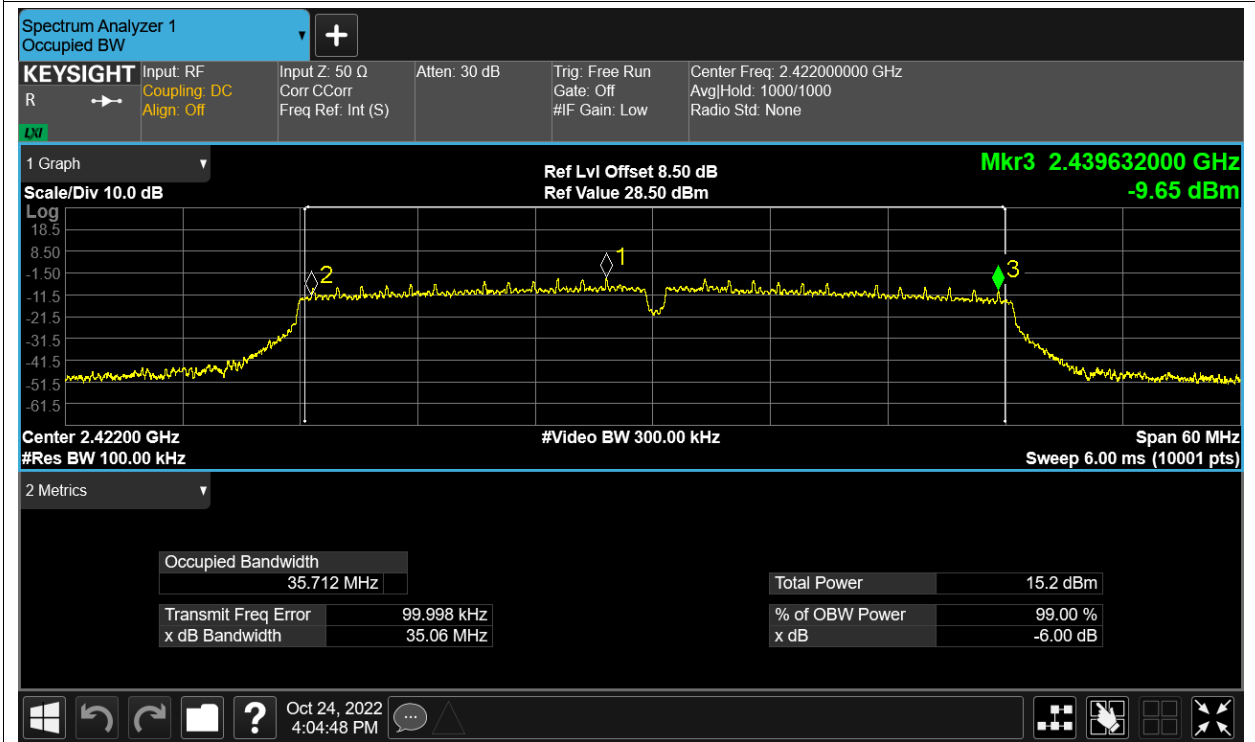 Spectrum Analyzer 1
Occupied BW
+
KEYSIGHT Input: RF Input Z: 50 Ω Atten: 30 dB Trig: Free Run Center Freq: 2.422000000 GHz
R Coupling: DC Corr CCorr Gate: Off Avg|Hold: 1000/1000
Align: Off Freq Ref: Int (S) #IF Gain: Low Radio Std: None
LXI
1 Graph
Ref Lvl Offset 8.50 dB Mkr3 2.439632000 GHz
Scale/Div 10.0 dB Ref Value 28.50 dBm -9.65 dBm
Log
18.5
8.50
-1.50
-11.5
-21.5
-31.5
-41.5
-51.5
-61.5
1
2
3
Center 2.42200 GHz #Video BW 300.00 kHz Span 60 MHz
#Res BW 100.00 kHz Sweep 6.00 ms (10001 pts)
2 Metrics
Occupied Bandwidth
35.712 MHz Total Power 15.2 dBm
Transmit Freq Error 99.998 kHz % of OBW Power 99.00 %
x dB Bandwidth 35.06 MHz x dB -6.00 dB
? Oct 24, 2022
4:04:48 PM